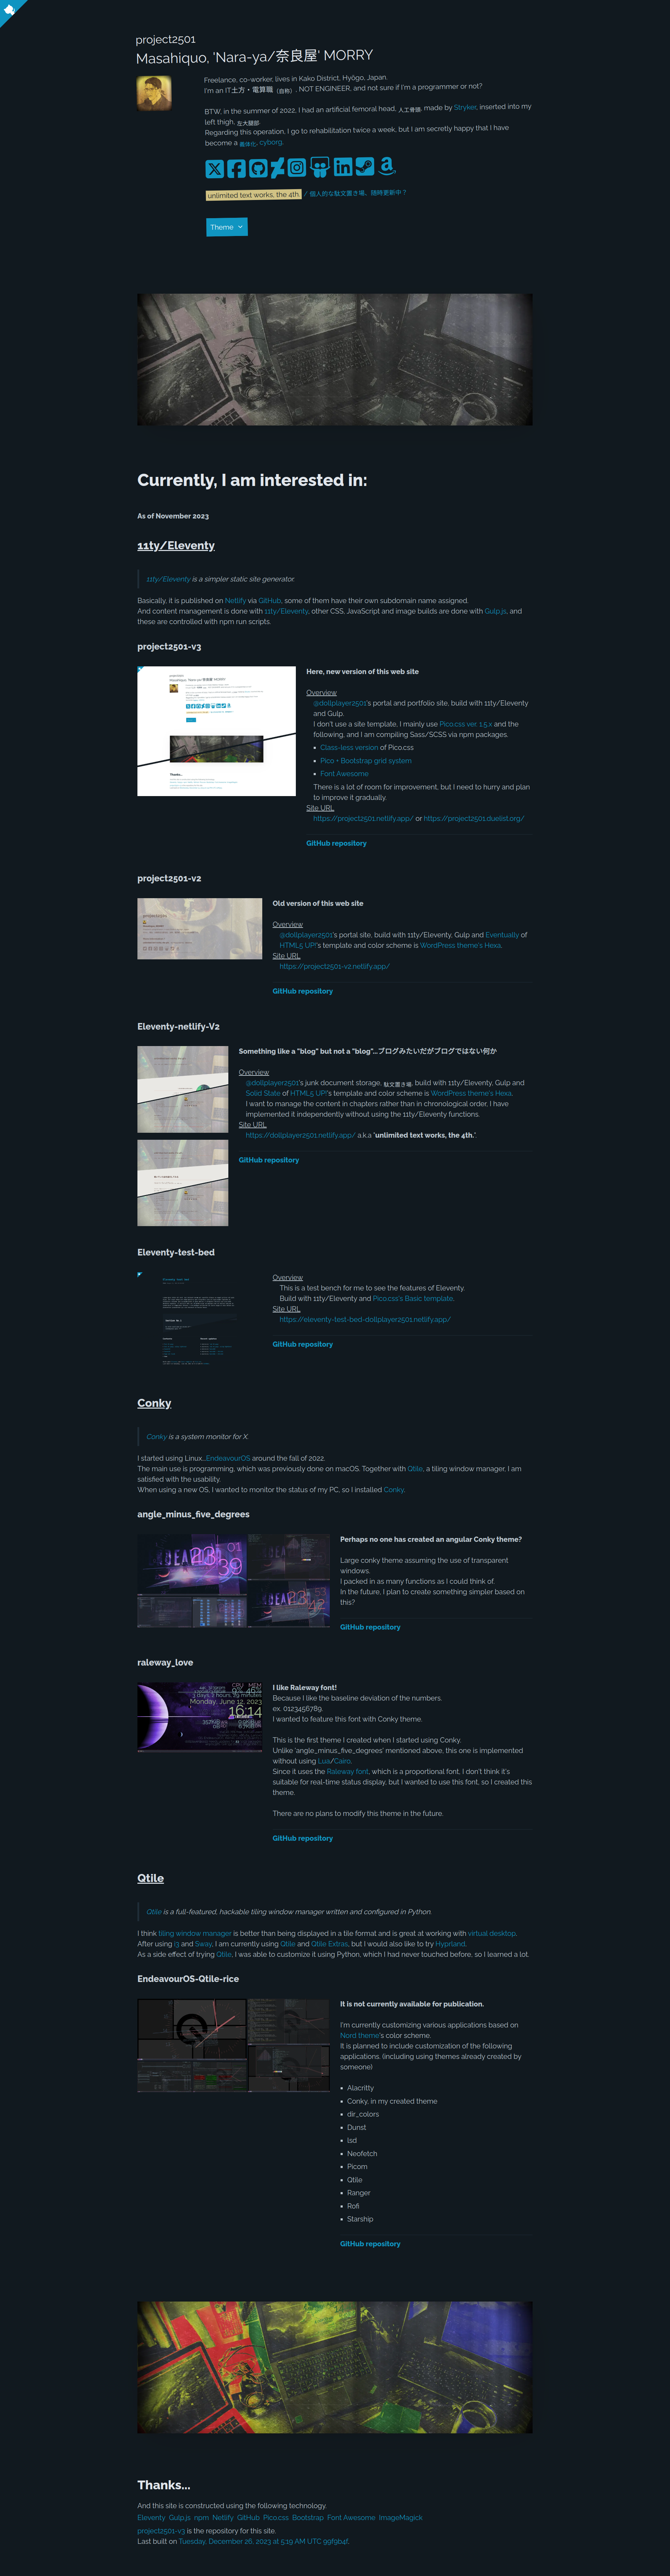 project2501
Masahiquo, 'Nara-ya/奈良屋' MORRY
Freelance, co-worker, lives in Kako District, Hyōgo, Japan.
I'm an IT土方・電算職（自称）, NOT ENGINEER, and not sure if I'm a programmer or not?
BTW, in the summer of 2022, I had an artificial femoral head, 人工骨頭, made by Stryker, inserted into my
left thigh, 左大腿部.
Regarding this operation, I go to rehabilitation twice a week, but I am secretly happy that I have
become a 義体化, cyborg.
unlimited text works, the 4th. / 個人的な駄文置き場、随時更新中？
Theme
Currently, I am interested in:
As of November 2023
11ty/Eleventy
11ty/Eleventy is a simpler static site generator.
Basically, it is published on Netlify via GitHub, some of them have their own subdomain name assigned.
And content management is done with 11ty/Eleventy, other CSS, JavaScript and image builds are done with Gulp.js, and
these are controlled with npm run scripts.
project2501-v3
Here, new version of this web site
Overview
@dollplayer2501's portal and portfolio site, build with 11ty/Eleventy
and Gulp.
I don't use a site template, I mainly use Pico.css ver. 1.5.x and the
following, and I am compiling Sass/SCSS via npm packages.
Class-less version of Pico.css
Pico + Bootstrap grid system
Font Awesome
There is a lot of room for improvement, but I need to hurry and plan
to improve it gradually.
Site URL
https://project2501.netlify.app/ or https://project2501.duelist.org/
GitHub repository
project2501-v2
Old version of this web site
Overview
@dollplayer2501's portal site, build with 11ty/Eleventy, Gulp and Eventually of
HTML5 UP!'s template and color scheme is WordPress theme's Hexa.
Site URL
https://project2501-v2.netlify.app/
GitHub repository
Eleventy-netlify-V2
Something like a "blog" but not a "blog"...ブログみたいだがブログではない何か
Overview
@dollplayer2501's junk document storage, 駄文置き場, build with 11ty/Eleventy, Gulp and
Solid State of HTML5 UP!'s template and color scheme is WordPress theme's Hexa.
I want to manage the content in chapters rather than in chronological order, I have
implemented it independently without using the 11ty/Eleventy functions.
Site URL
https://dollplayer2501.netlify.app/ a.k.a "unlimited text works, the 4th.".
GitHub repository
Eleventy-test-bed
Overview
This is a test bench for me to see the features of Eleventy.
Build with 11ty/Eleventy and Pico.css's Basic template.
Site URL
https://eleventy-test-bed-dollplayer2501.netlify.app/
GitHub repository
Conky
Conky is a system monitor for X.
I started using Linux...EndeavourOS around the fall of 2022.
The main use is programming, which was previously done on macOS. Together with Qtile, a tiling window manager, I am
satisfied with the usability.
When using a new OS, I wanted to monitor the status of my PC, so I installed Conky.
angle_minus_five_degrees
Perhaps no one has created an angular Conky theme?
Large conky theme assuming the use of transparent
windows.
I packed in as many functions as I could think of.
In the future, I plan to create something simpler based on
this?
GitHub repository
raleway_love
I like Raleway font!
Because I like the baseline deviation of the numbers.
ex. 0123456789.
I wanted to feature this font with Conky theme.
This is the first theme I created when I started using Conky.
Unlike 'angle_minus_five_degrees' mentioned above, this one is implemented
without using Lua/Cairo.
Since it uses the Raleway font, which is a proportional font, I don't think it's
suitable for real-time status display, but I wanted to use this font, so I created this
theme.
There are no plans to modify this theme in the future.
GitHub repository
Qtile
Qtile is a full-featured, hackable tiling window manager written and configured in Python.
I think tiling window manager is better than being displayed in a tile format and is great at working with virtual desktop.
After using i3 and Sway, I am currently using Qtile and Qtile Extras, but I would also like to try Hyprland.
As a side effect of trying Qtile, I was able to customize it using Python, which I had never touched before, so I learned a lot.
EndeavourOS-Qtile-rice
It is not currently available for publication.
I'm currently customizing various applications based on
Nord theme's color scheme.
It is planned to include customization of the following
applications. (including using themes already created by
someone)
Alacritty
Conky, in my created theme
dir_colors
Dunst
lsd
Neofetch
Picom
Qtile
Ranger
Rofi
Starship
GitHub repository
Thanks...
And this site is constructed using the following technology.
Eleventy Gulp.js npm Netlify GitHub Pico.css Bootstrap Font Awesome ImageMagick
project2501-v3 is the repository for this site.
Last built on Tuesday, December 26, 2023 at 5:19 AM UTC 99f9b4f.